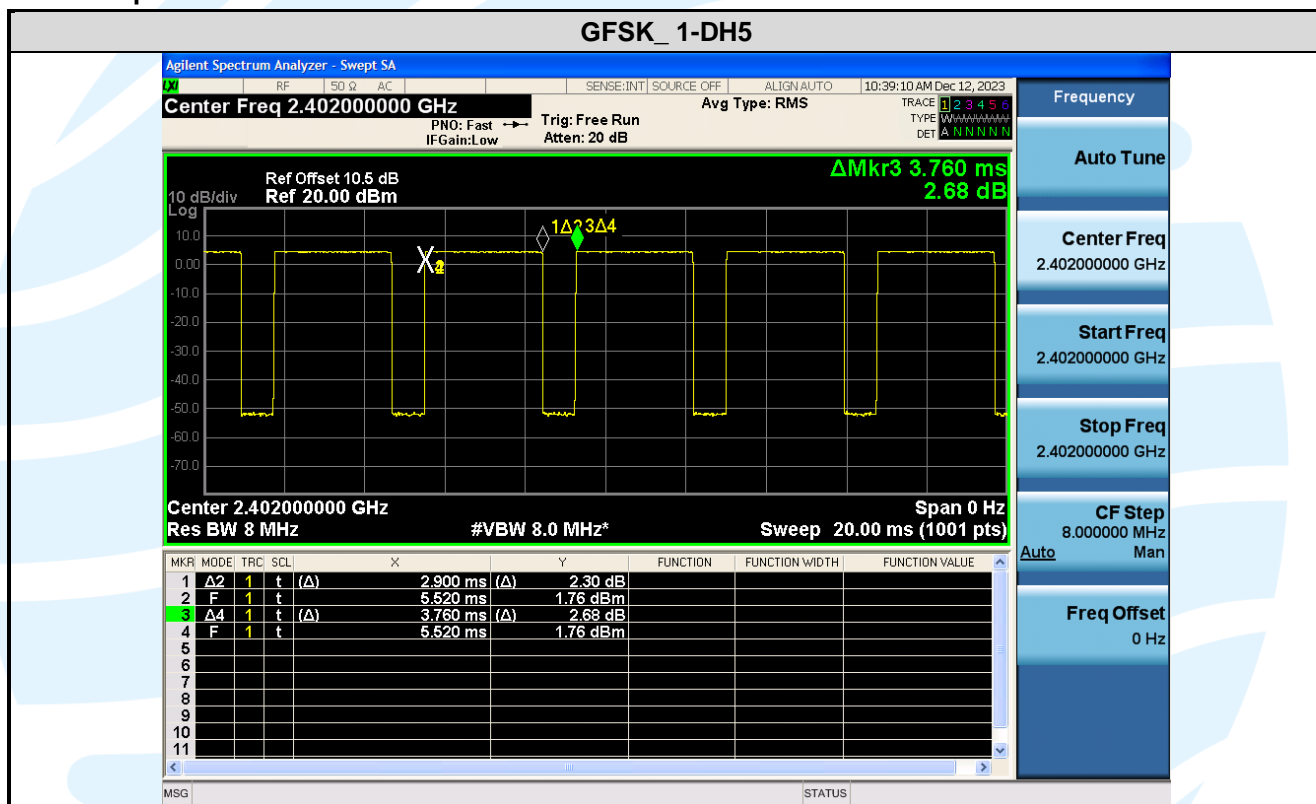 GFSK_ 1-DH5
Agilent Spectrum Analyzer - Swept SA
LXI RF 50 Ω AC SENSE:INT SOURCE OFF ALIGN AUTO 10:39:10 AM Dec 12, 2023
Center Freq 2.402000000 GHz
PNO: Fast
IFGain:Low
Trig: Free Run
Atten: 20 dB
Avg Type: RMS
TRACE 1 2 3 4 5 6
TYPE
DET A N N N N N
ΔMkr3 3.760 ms
2.68 dB
Ref Offset 10.5 dB
10 dB/div Ref 20.00 dBm
Log
10.0
0.00
-10.0
-20.0
-30.0
-40.0
-50.0
-60.0
-70.0
3Δ4
Center 2.402000000 GHz Span 0 Hz
Res BW 8 MHz #VBW 8.0 MHz* Sweep 20.00 ms (1001 pts)
MKR MODE TRC SCL X Y FUNCTION FUNCTION WIDTH FUNCTION VALUE
1 Δ2 1 t (Δ) 2.900 ms (Δ) 2.30 dB
2 F 1 t 5.520 ms 1.76 dBm
3 Δ4 1 t (Δ) 3.760 ms (Δ) 2.68 dB
4 F 1 t 5.520 ms 1.76 dBm
5
6
7
8
9
10
11
MSG STATUS
Frequency
Auto Tune
Center Freq
2.402000000 GHz
Start Freq
2.402000000 GHz
Stop Freq
2.402000000 GHz
CF Step
8.000000 MHz
Auto Man
Freq Offset
0 Hz